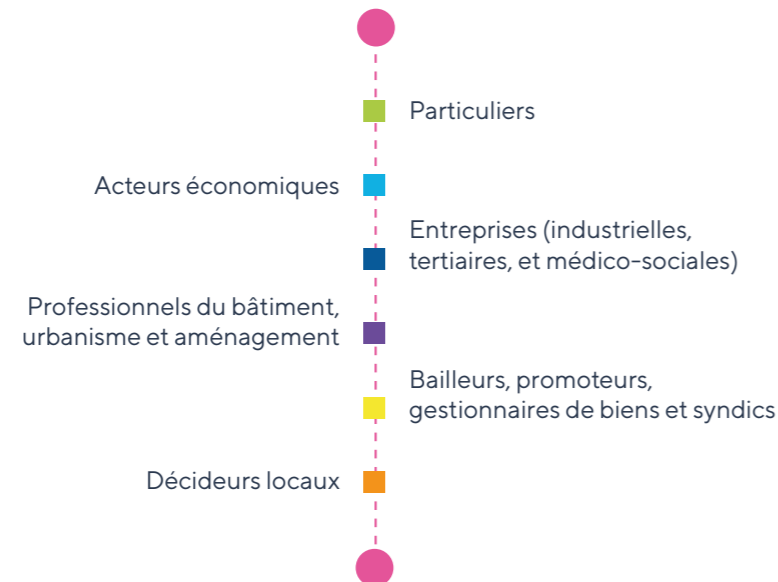 Particuliers
Acteurs économiques
Entreprises (industrielles,
tertiaires, et médico-sociales)
Professionnels du bâtiment,
urbanisme et aménagement
Bailleurs, promoteurs,
gestionnaires de biens et syndics
Décideurs locaux